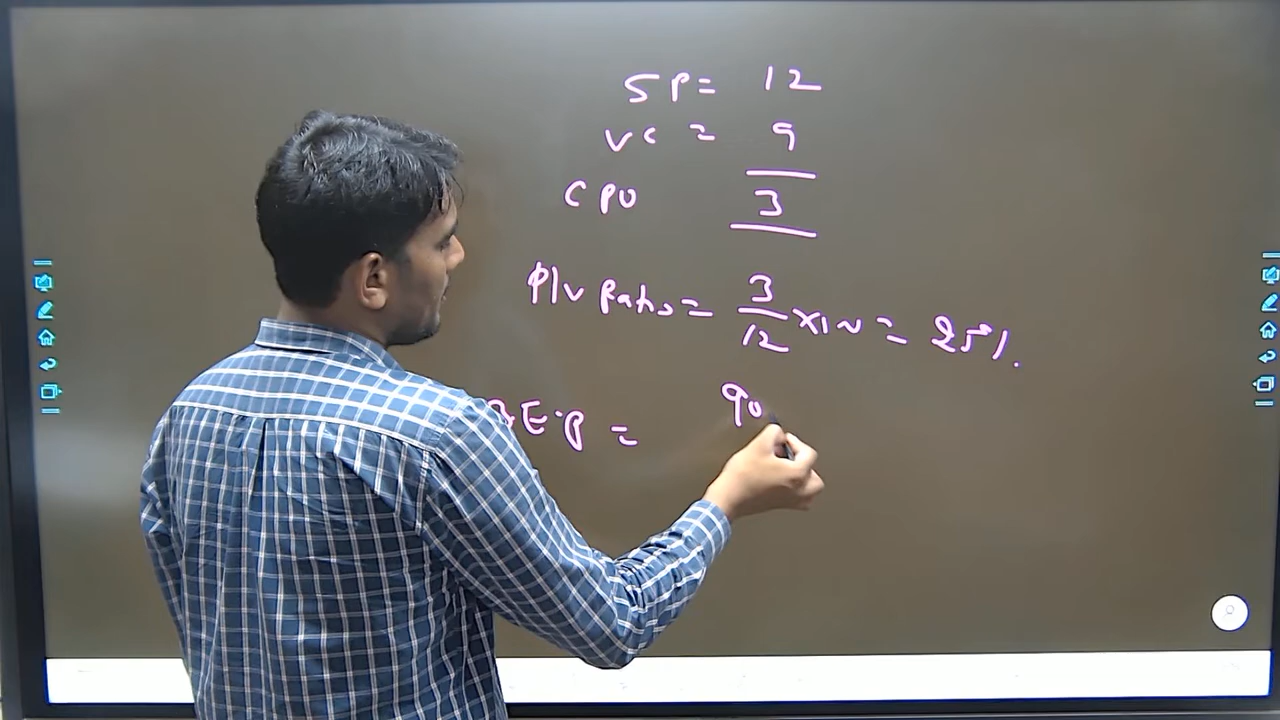 SP = 12
VC = 9
CPU 3
P/V Ratio = 3/12 × 100 = 25%.
B.E.P = 90